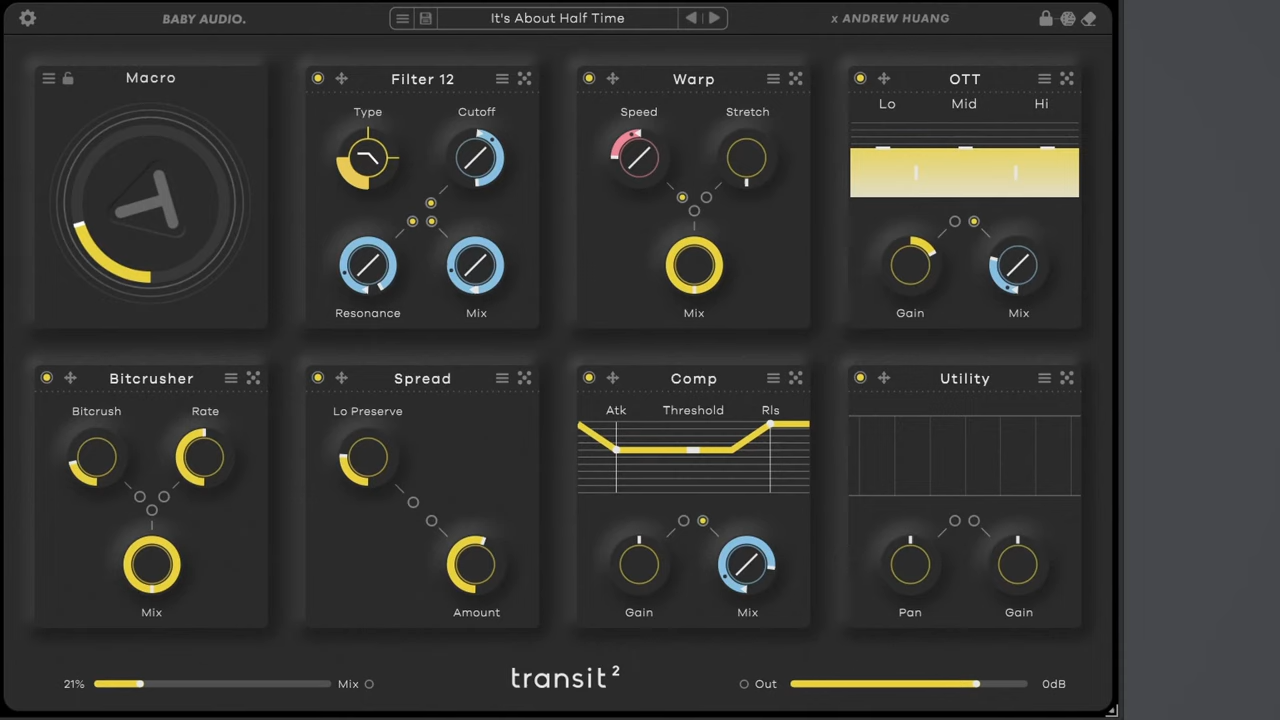 BABY AUDIO.
It's About Half Time
x ANDREW HUANG
Macro
Filter 12
Type
Cutoff
Resonance
Mix
Warp
Speed
Stretch
Mix
OTT
Lo
Mid
Hi
Gain
Mix
Bitcrusher
Bitcrush
Rate
Mix
Spread
Lo Preserve
Amount
Comp
Atk
Threshold
Rls
Gain
Mix
Utility
Pan
Gain
21%
Mix
transit²
Out
0dB